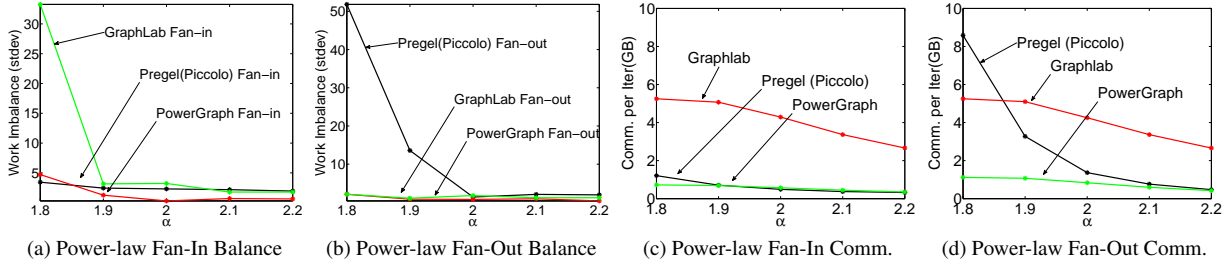 Work Imbalance (stdev)
30
25
20
15
10
5
1.8 1.9 2 2.1 2.2
α
GraphLab Fan−in
Pregel(Piccolo) Fan−in
PowerGraph Fan−in
(a) Power-law Fan-In Balance
Work Imbalance (stdev)
50
40
30
20
10
1.8 1.9 2 2.1 2.2
α
Pregel(Piccolo) Fan−out
GraphLab Fan−out
PowerGraph Fan−out
(b) Power-law Fan-Out Balance
Comm. per Iter(GB)
10
8
6
4
2
0
1.8 1.9 2 2.1 2.2
α
Graphlab
Pregel (Piccolo)
PowerGraph
(c) Power-law Fan-In Comm.
Comm. per Iter(GB)
10
8
6
4
2
0
1.8 1.9 2 2.1 2.2
α
Pregel (Piccolo)
Graphlab
PowerGraph
(d) Power-law Fan-Out Comm.